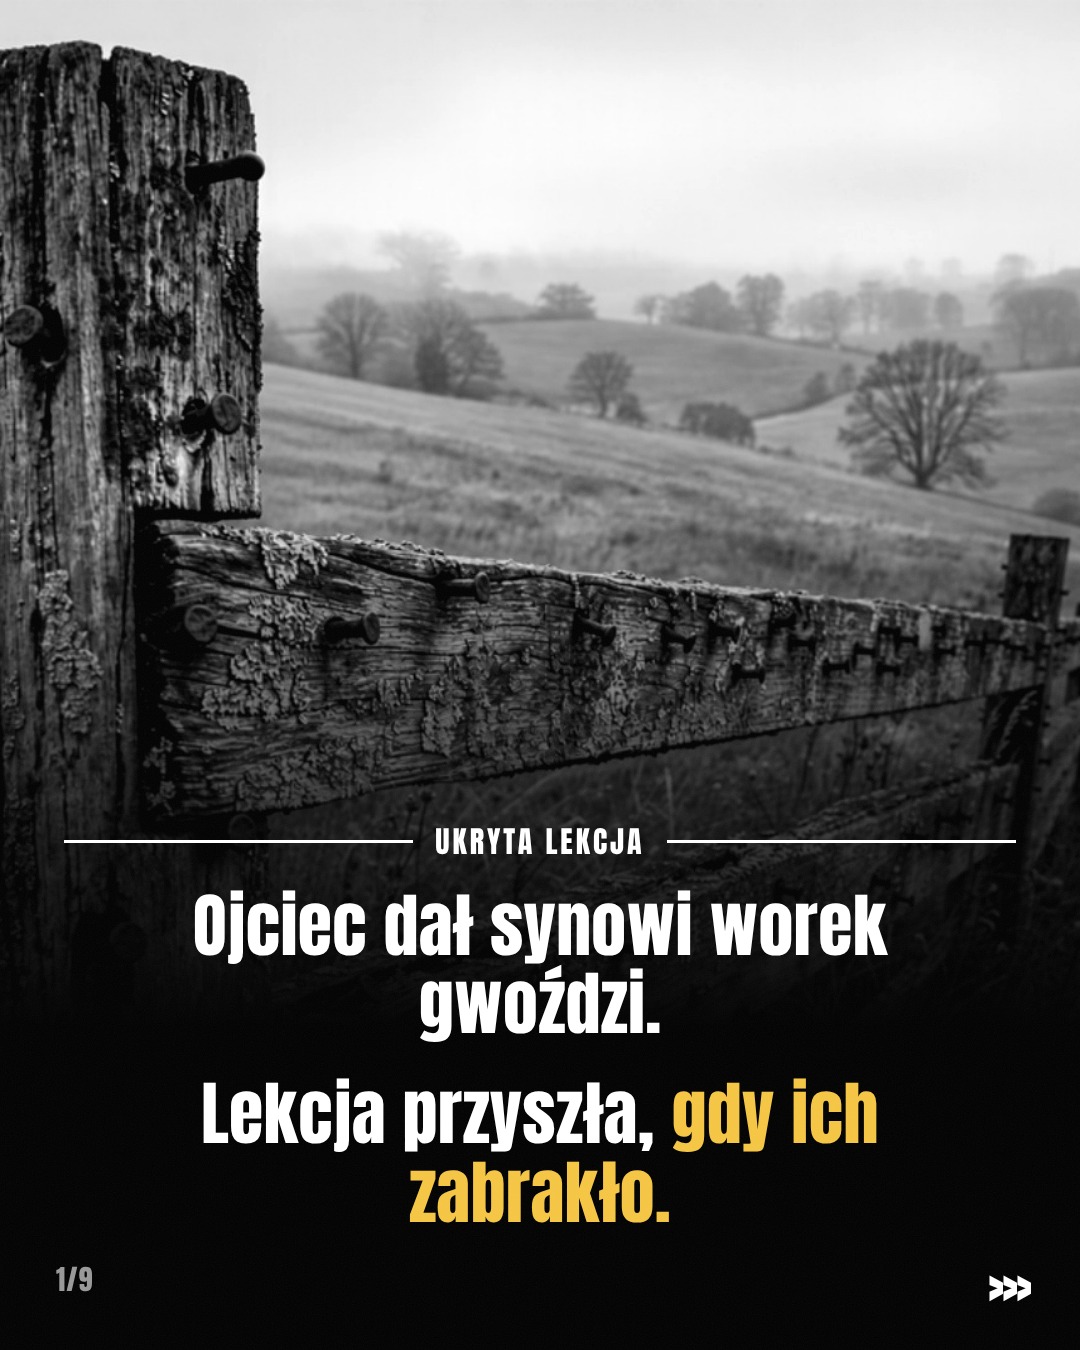 UKRYTA LEKCJA
Ojciec dał synowi worek
gwoździ.
Lekcja przyszła, gdy ich
zabrakło.
1/9
>>>